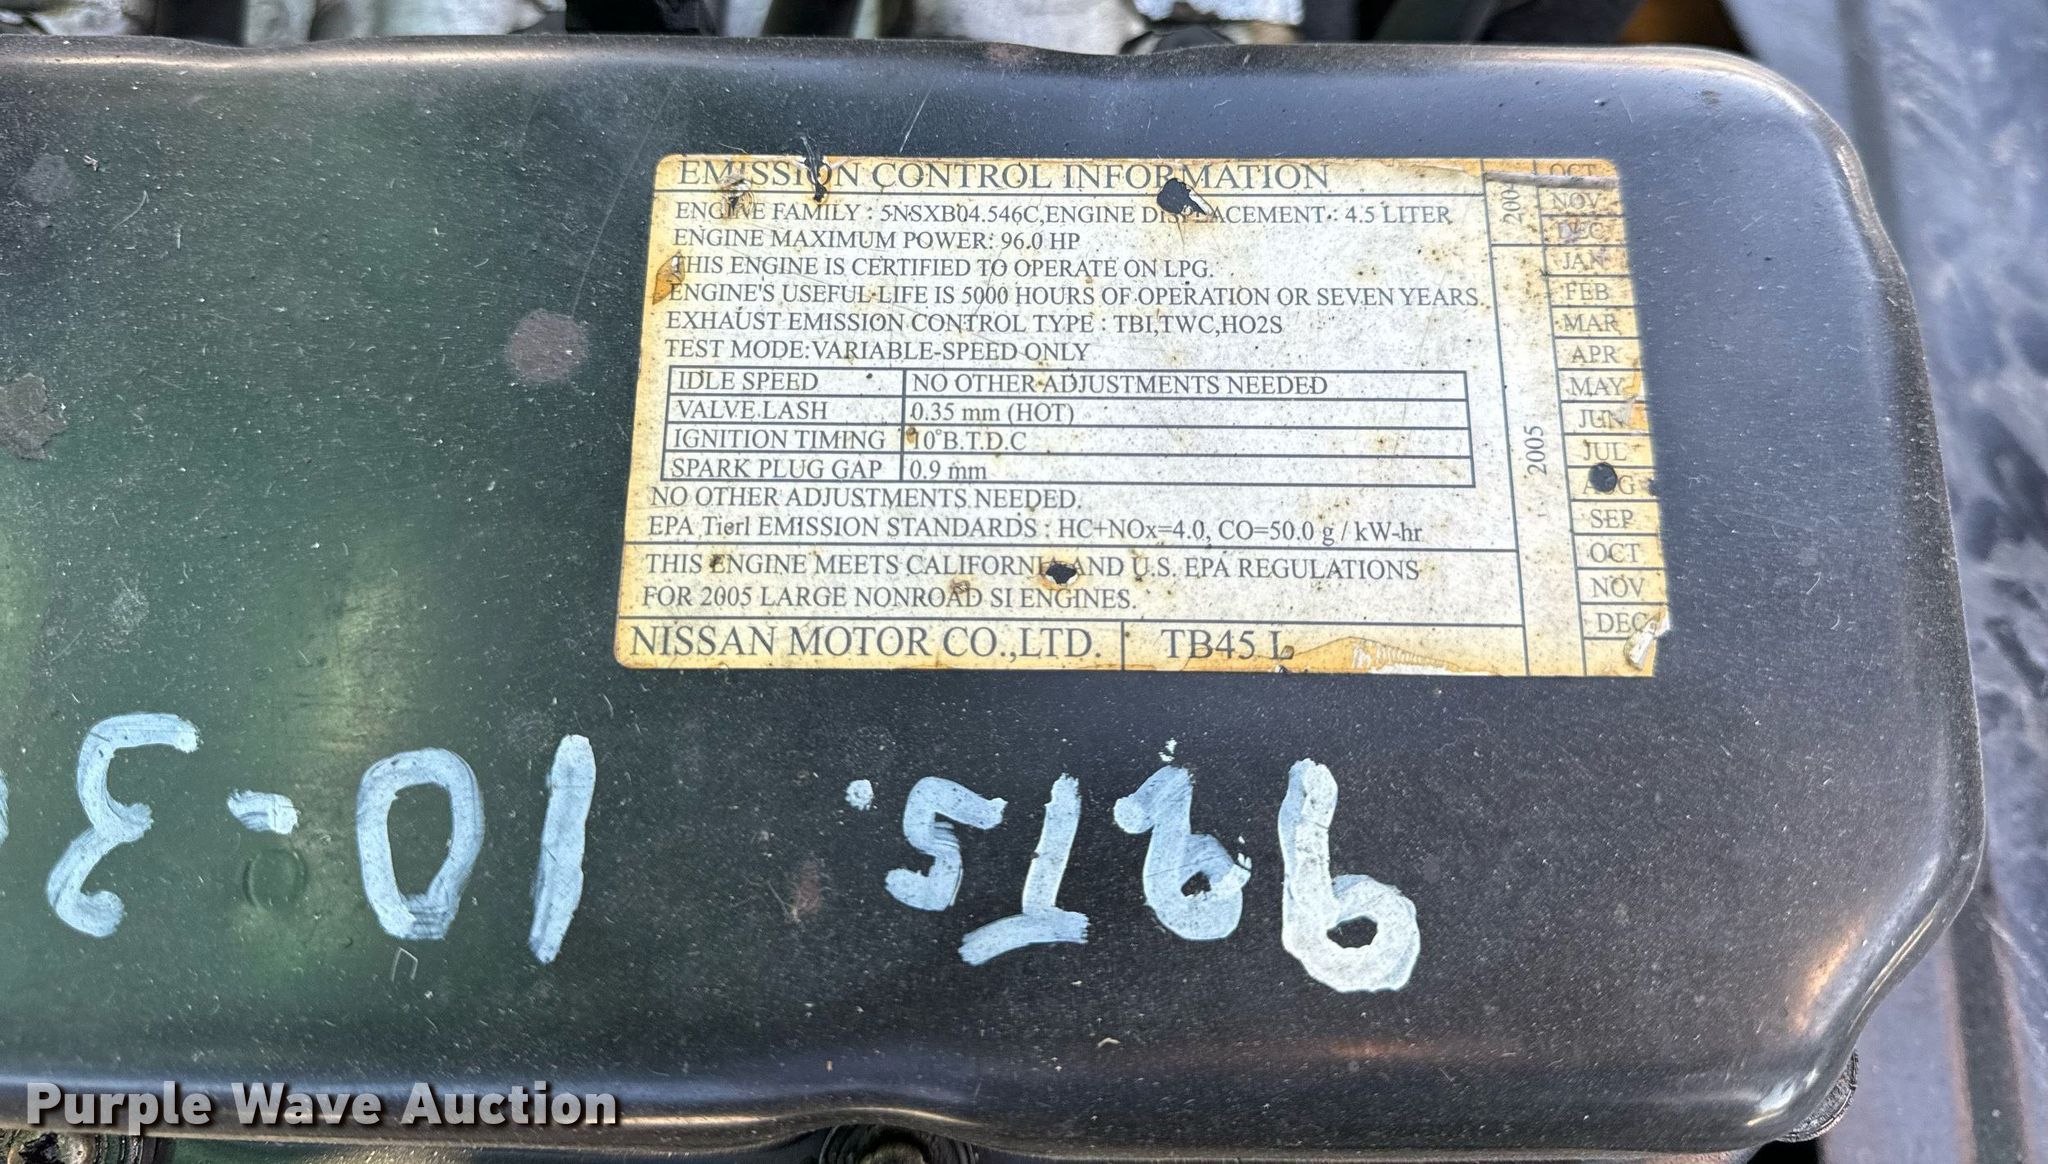 EMISSION CONTROL INFORMATION
ENGINE FAMILY : 5NSXB04.546C,ENGINE DISPLACEMENT : 4.5 LITER
ENGINE MAXIMUM POWER: 96.0 HP
THIS ENGINE IS CERTIFIED TO OPERATE ON LPG.
ENGINE'S USEFUL LIFE IS 5000 HOURS OF OPERATION OR SEVEN YEARS.
EXHAUST EMISSION CONTROL TYPE : TBI,TWC,HO2S
TEST MODE:VARIABLE-SPEED ONLY
IDLE SPEED NO OTHER ADJUSTMENTS NEEDED
VALVE LASH 0.35 mm (HOT)
IGNITION TIMING 10°B.T.D.C
SPARK PLUG GAP 0.9 mm
NO OTHER ADJUSTMENTS NEEDED.
EPA Tier1 EMISSION STANDARDS : HC+NOx=4.0, CO=50.0 g / kW-hr
THIS ENGINE MEETS CALIFORNIA AND U.S. EPA REGULATIONS
FOR 2005 LARGE NONROAD SI ENGINES.
NISSAN MOTOR CO.,LTD. TB45 L
OCT
NOV
DEC
2005
JAN
FEB
MAR
APR
MAY
JUN
JUL
AUG
SEP
OCT
NOV
DEC
9 QTS.
10-3
Purple Wave Auction